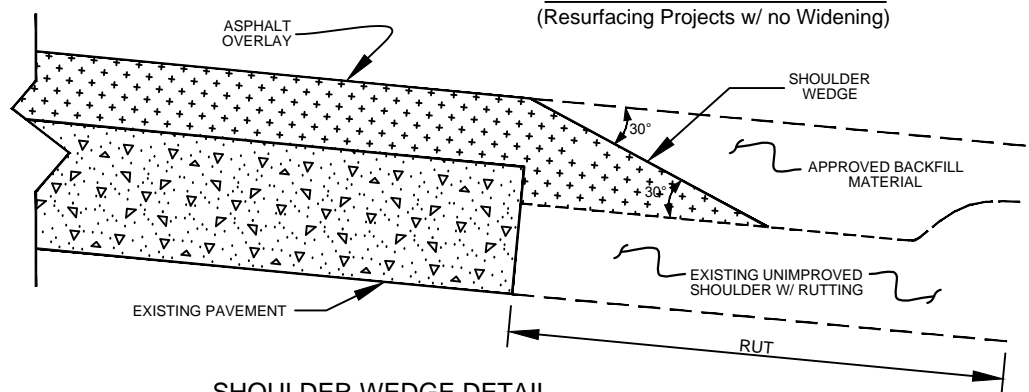 (Resurfacing Projects w/ no Widening)
ASPHALT
OVERLAY
SHOULDER
WEDGE
30°
APPROVED BACKFILL
MATERIAL
30°
EXISTING UNIMPROVED
SHOULDER W/ RUTTING
EXISTING PAVEMENT
RUT
SHOULDER WEDGE DETAIL